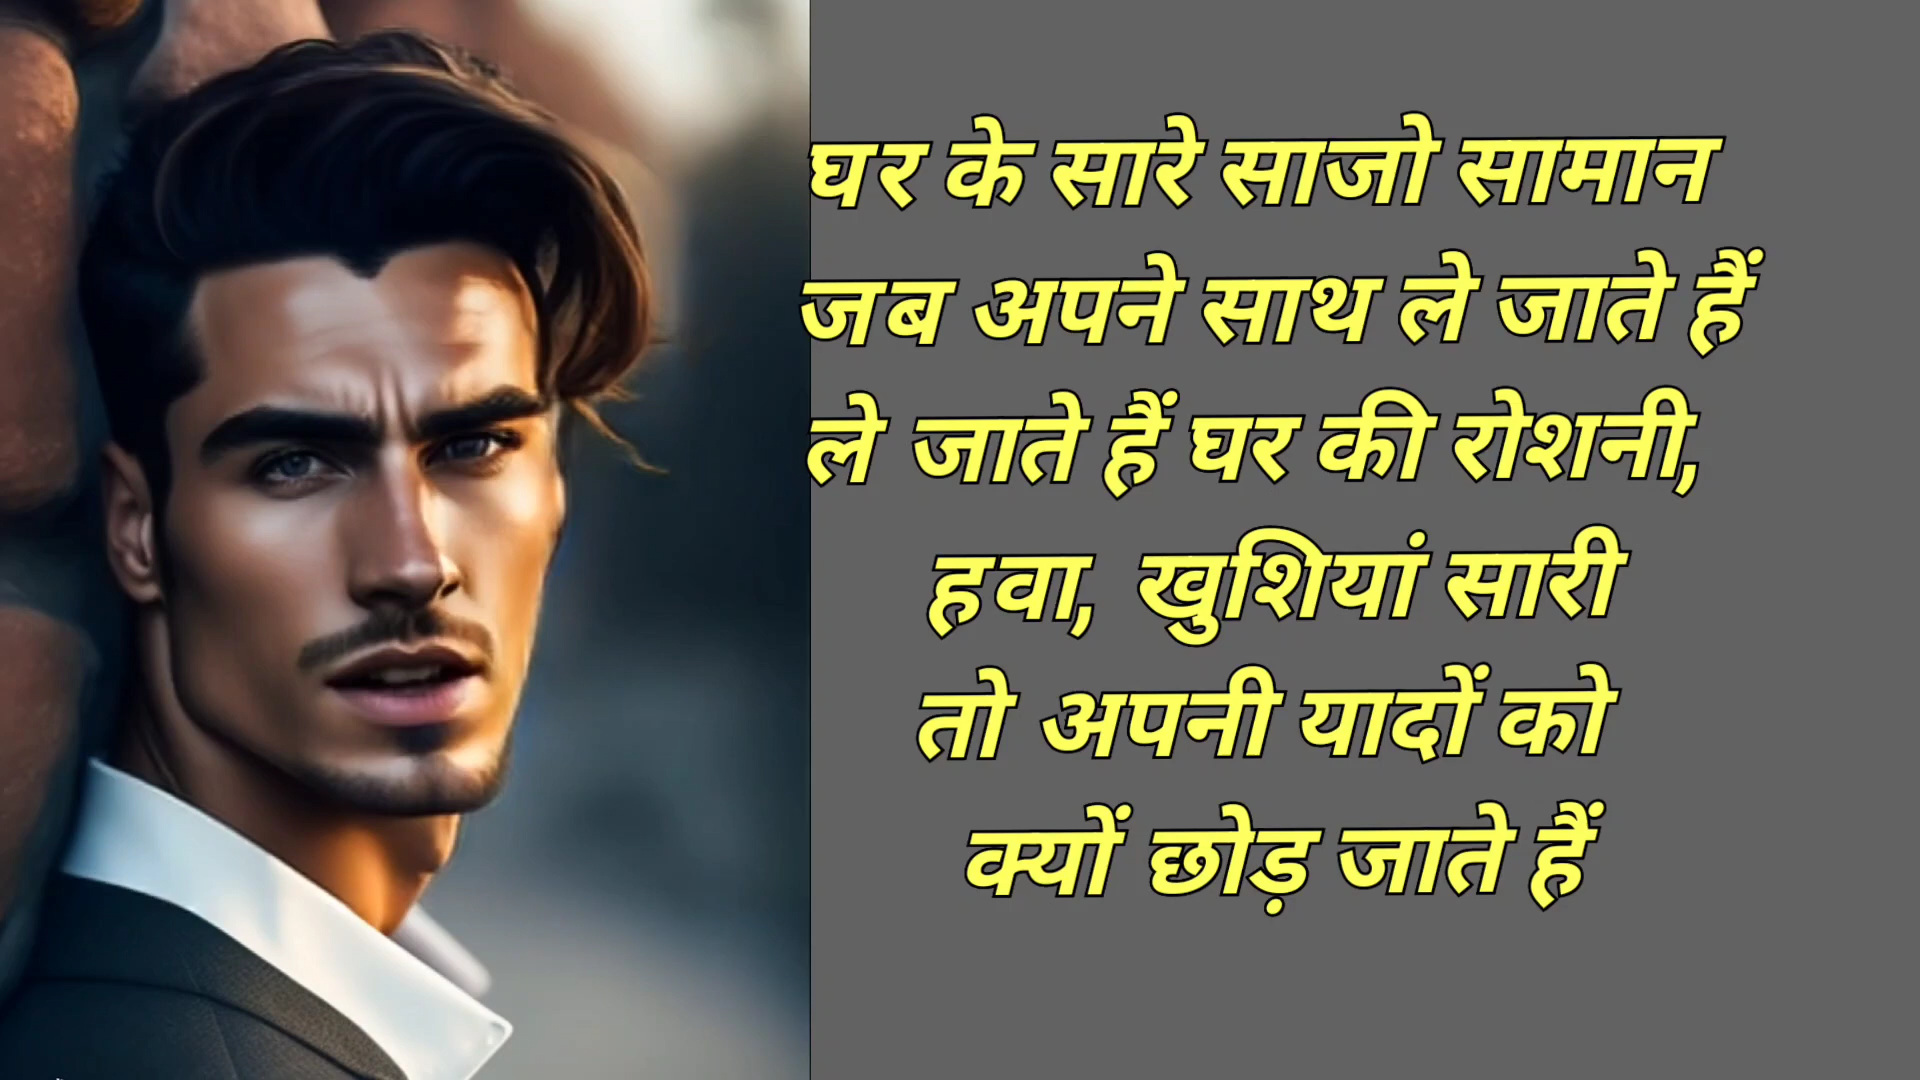 घर के सारे साजो सामान
जब अपने साथ ले जाते हैं
ले जाते हैं घर की रोशनी,
हवा, खुशियां सारी
तो अपनी यादों को
क्यों छोड़ जाते हैं